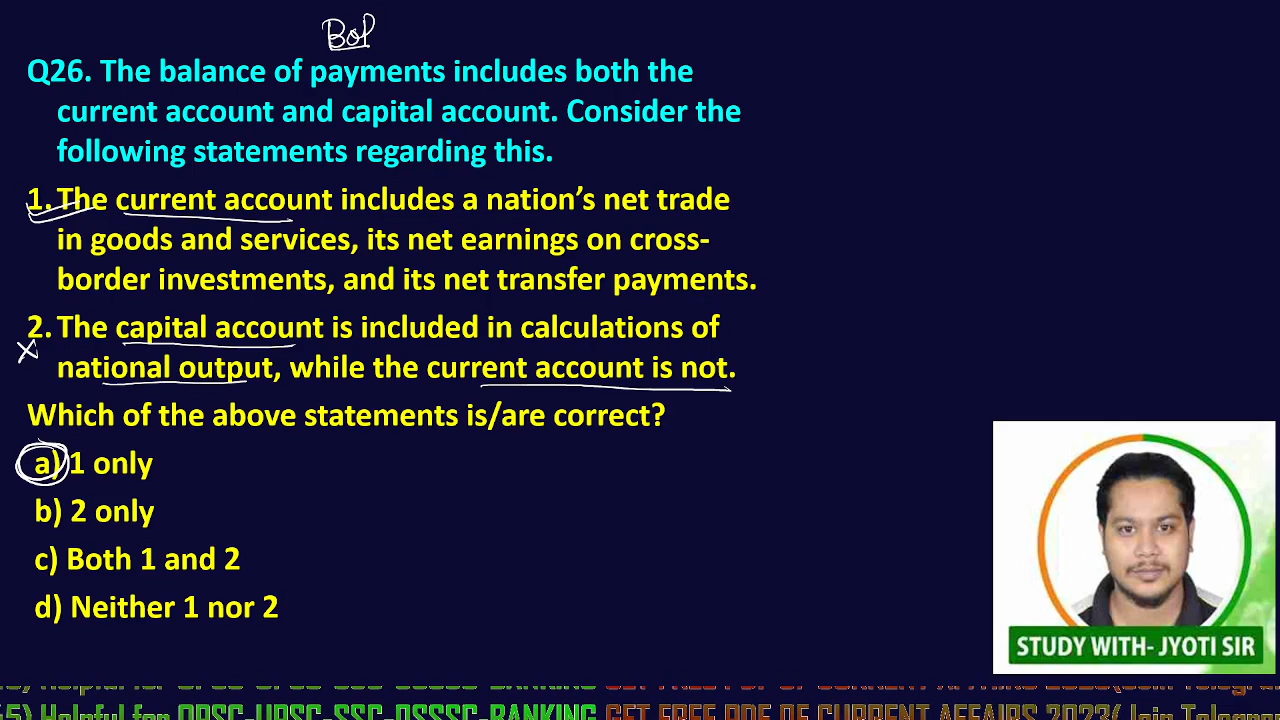 BoP
Q26. The balance of payments includes both the
current account and capital account. Consider the
following statements regarding this.
1. The current account includes a nation’s net trade
in goods and services, its net earnings on cross-
border investments, and its net transfer payments.
2. The capital account is included in calculations of
national output, while the current account is not.
Which of the above statements is/are correct?
a) 1 only
b) 2 only
c) Both 1 and 2
d) Neither 1 nor 2
STUDY WITH- JYOTI SIR
Helpful for OPSC-UPSC-SSC-OSSSC-BANKING GET FREE PDF OF CURRENT AFFAIRS 2023( Join Telegra